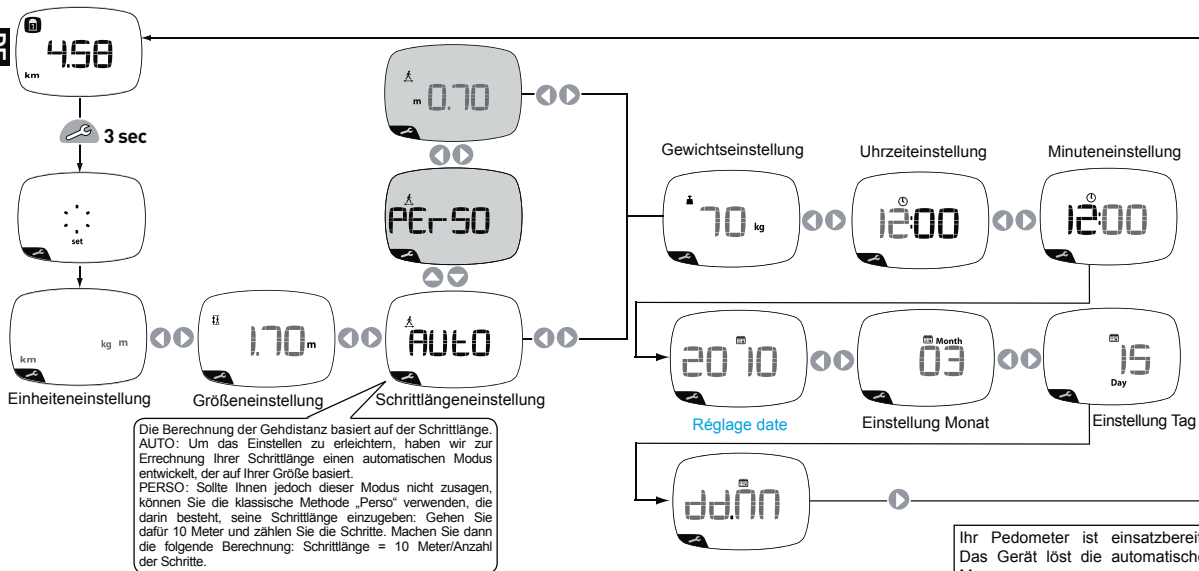 DE
4.58
km
3 sec
set
km kg m
Einheiteneinstellung
1.70 m
Größeneinstellung
AUtO
Schrittlängeneinstellung
PErSO
m 0.70
Die Berechnung der Gehdistanz basiert auf der Schrittlänge.
AUTO: Um das Einstellen zu erleichtern, haben wir zur
Errechnung Ihrer Schrittlänge einen automatischen Modus
entwickelt, der auf Ihrer Größe basiert.
PERSO: Sollte Ihnen jedoch dieser Modus nicht zusagen,
können Sie die klassische Methode „Perso“ verwenden, die
darin besteht, seine Schrittlänge einzugeben: Gehen Sie
dafür 10 Meter und zählen Sie die Schritte. Machen Sie dann
die folgende Berechnung: Schrittlänge = 10 Meter/Anzahl
der Schritte.
Gewichtseinstellung
70 kg
Uhrzeiteinstellung
12:00
Minuteneinstellung
12:00
2010
Réglage date
Month
03
Einstellung Monat
15
Day
Einstellung Tag
dd.MM
Ihr Pedometer ist einsatzbereit
Das Gerät löst die automatische